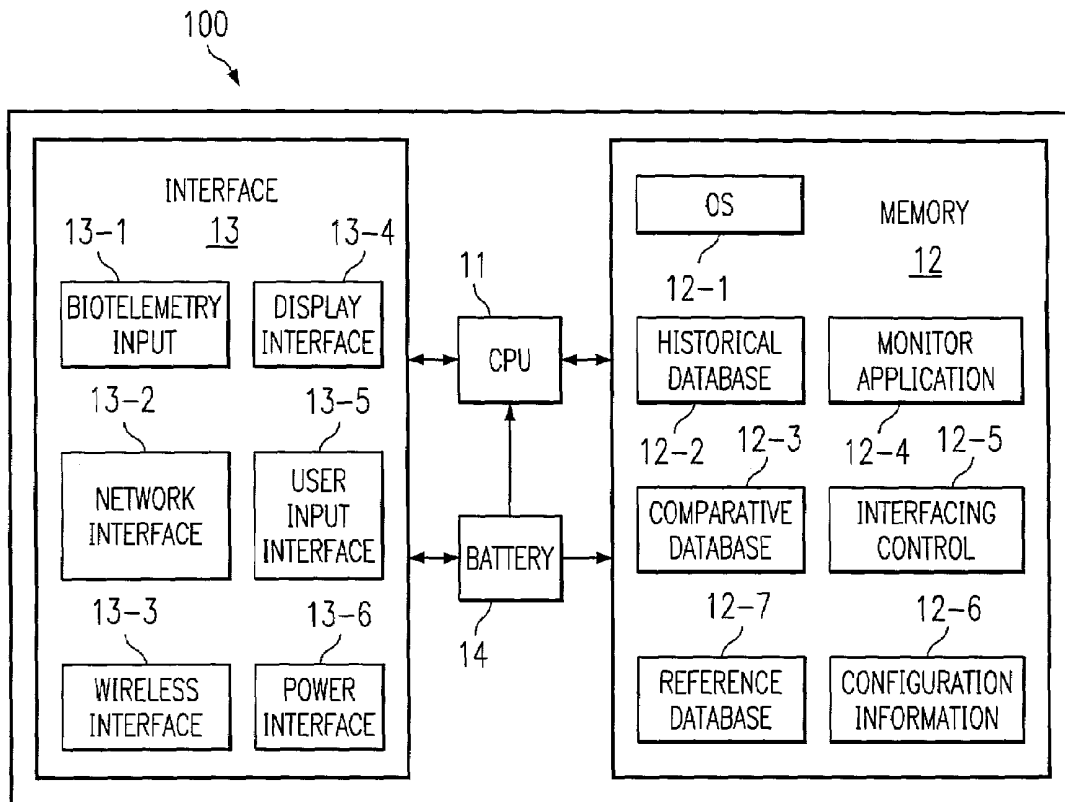 100
INTERFACE
13
13-1
13-4
BIOTELEMETRY
INPUT
DISPLAY
INTERFACE
13-2
13-5
NETWORK
INTERFACE
USER
INPUT
INTERFACE
13-3
13-6
WIRELESS
INTERFACE
POWER
INTERFACE
11
CPU
BATTERY
14
OS
MEMORY
12
12-1
HISTORICAL
DATABASE
MONITOR
APPLICATION
12-2
12-3
12-4
12-5
COMPARATIVE
DATABASE
INTERFACING
CONTROL
12-7
12-6
REFERENCE
DATABASE
CONFIGURATION
INFORMATION